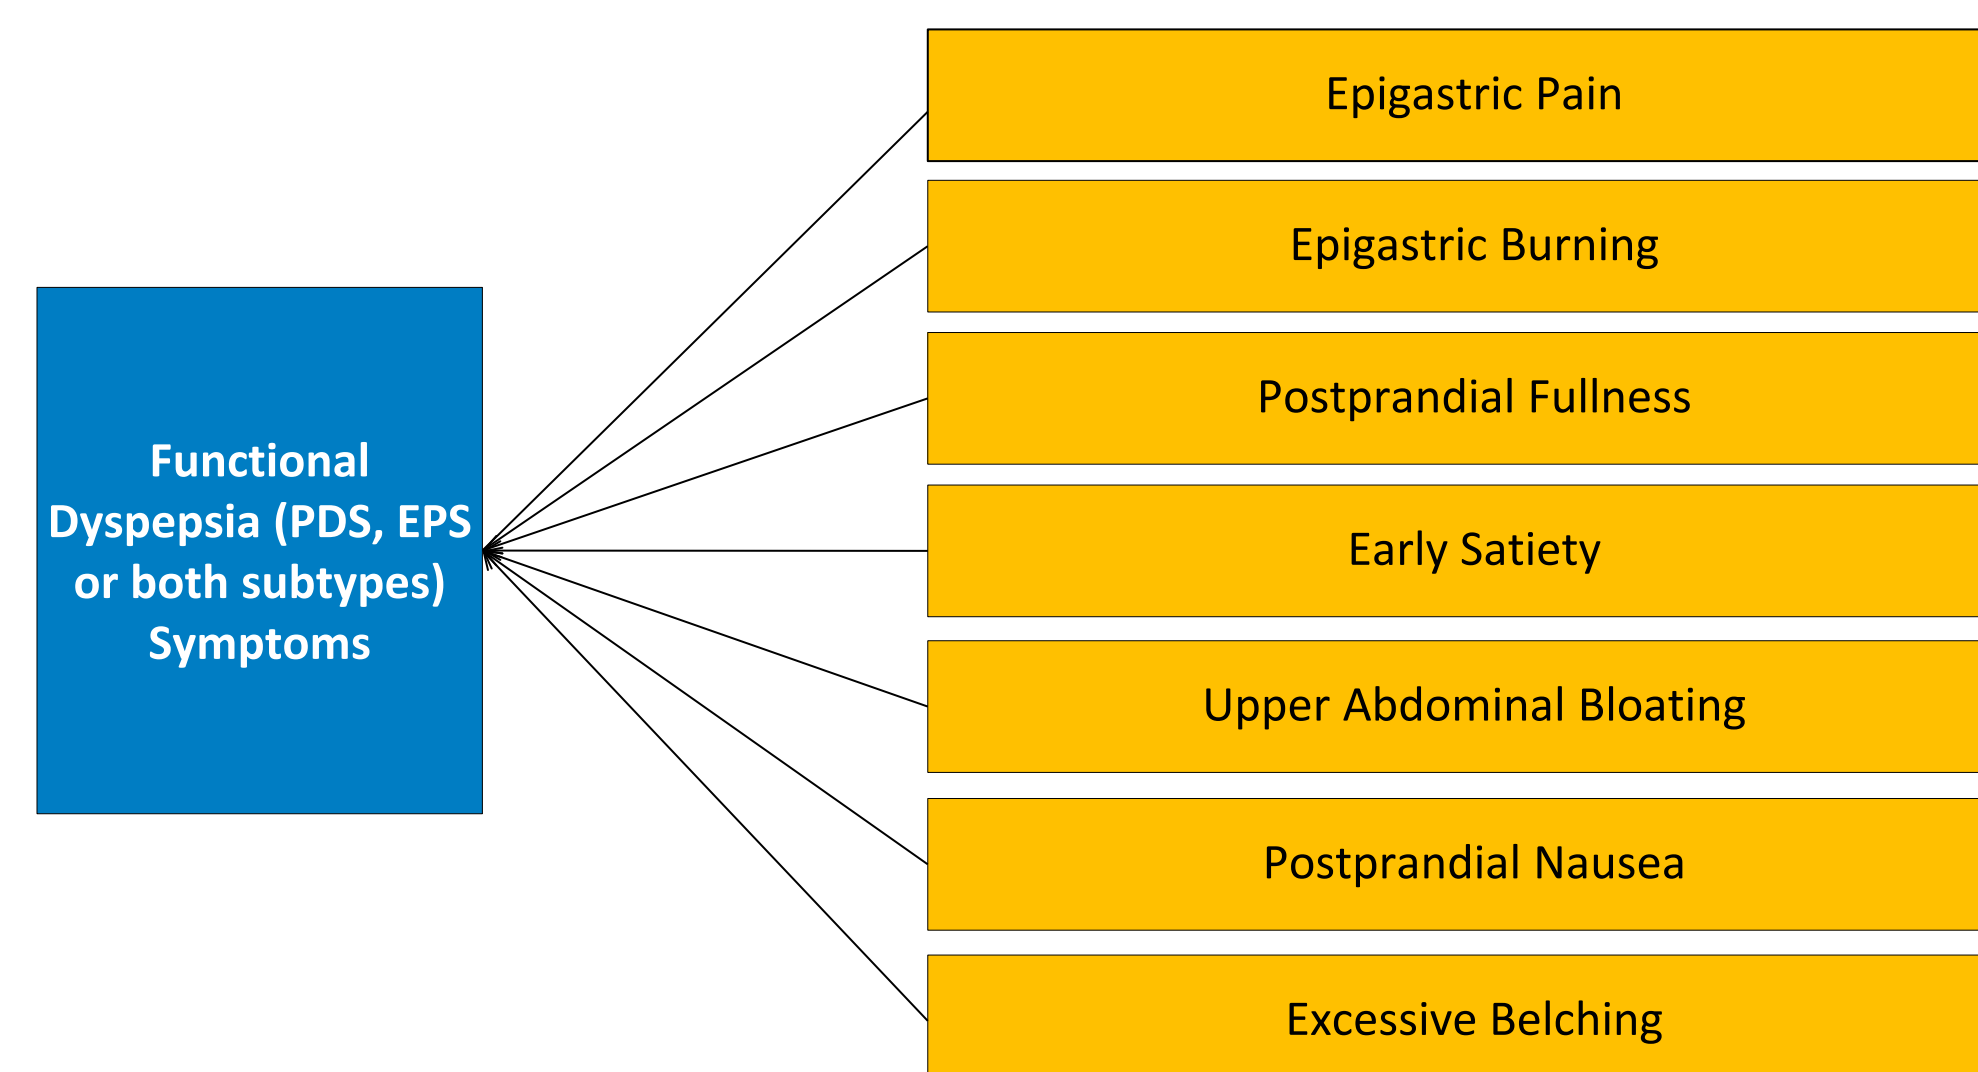 Epigastric Pain
Epigastric Burning
Postprandial Fullness
Functional
Dyspepsia (PDS, EPS
or both subtypes)
Symptoms
Early Satiety
Upper Abdominal Bloating
Postprandial Nausea
Excessive Belching